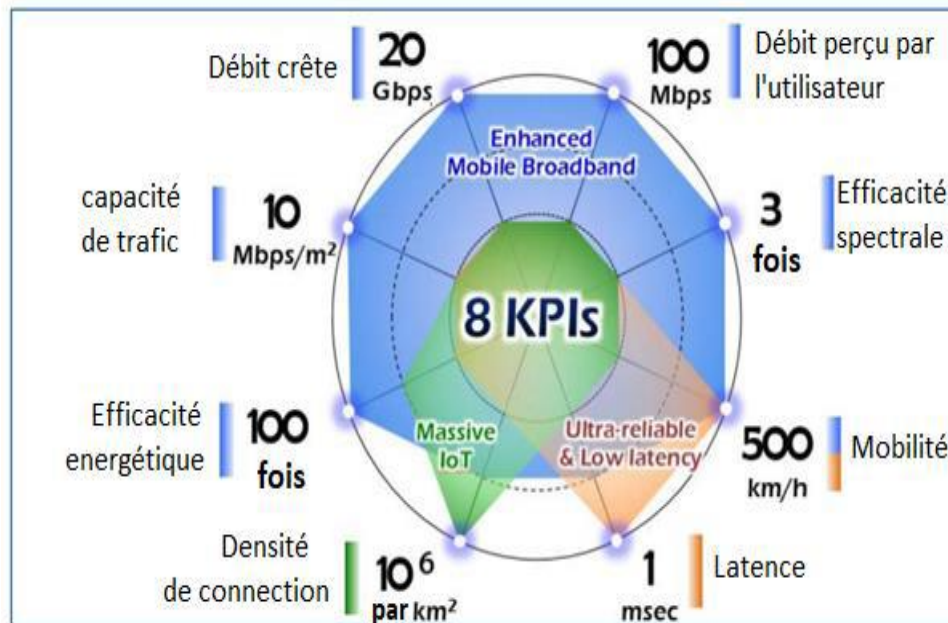 Débit crête
20
Gbps
100
Mbps
Débit perçu par
l'utilisateur
Enhanced
Mobile Broadband
capacité
de trafic
10
Mbps/m²
3
fois
Efficacité
spectrale
8 KPIs
Efficacité
energétique
100
fois
Massive
IoT
Ultra-reliable
& Low latency
500
km/h
Mobilité
Densité
de connection
10⁶
par km²
1
msec
Latence